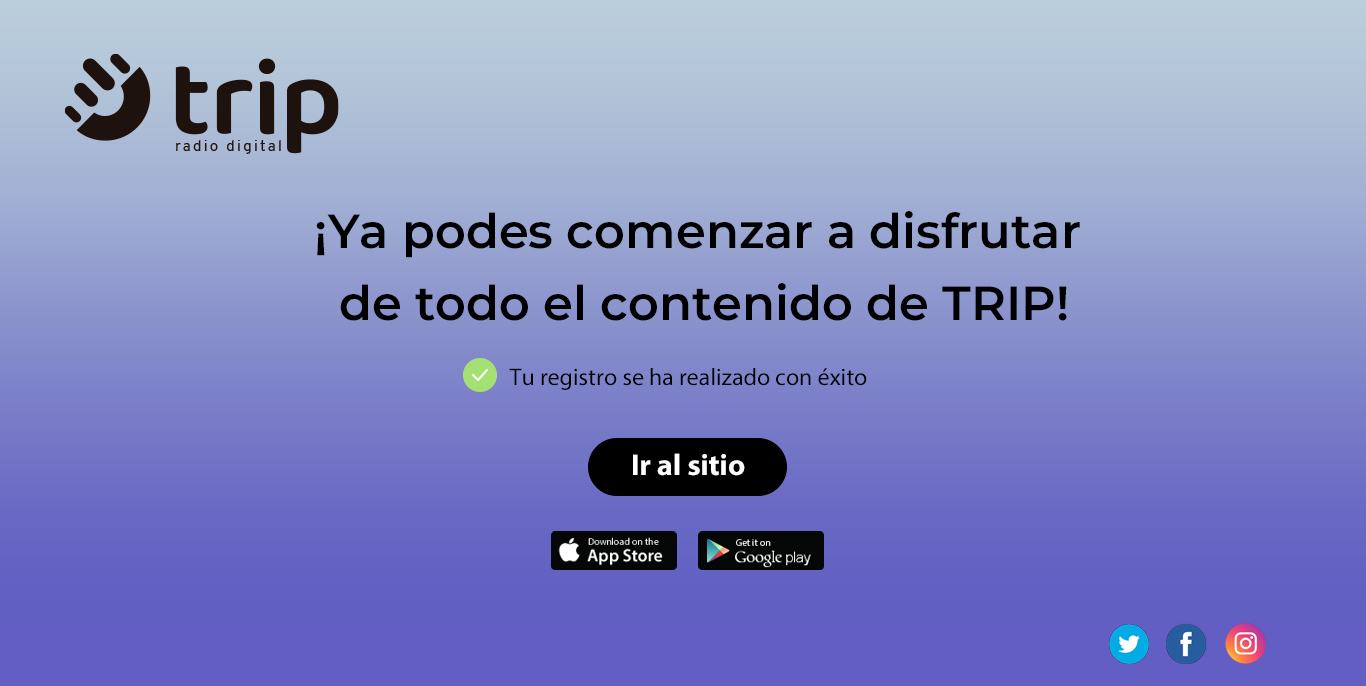 trip
radio digital
¡Ya podes comenzar a disfrutar
de todo el contenido de TRIP!
Tu registro se ha realizado con éxito
Ir al sitio
Download on the
App Store
Get it on
Google play